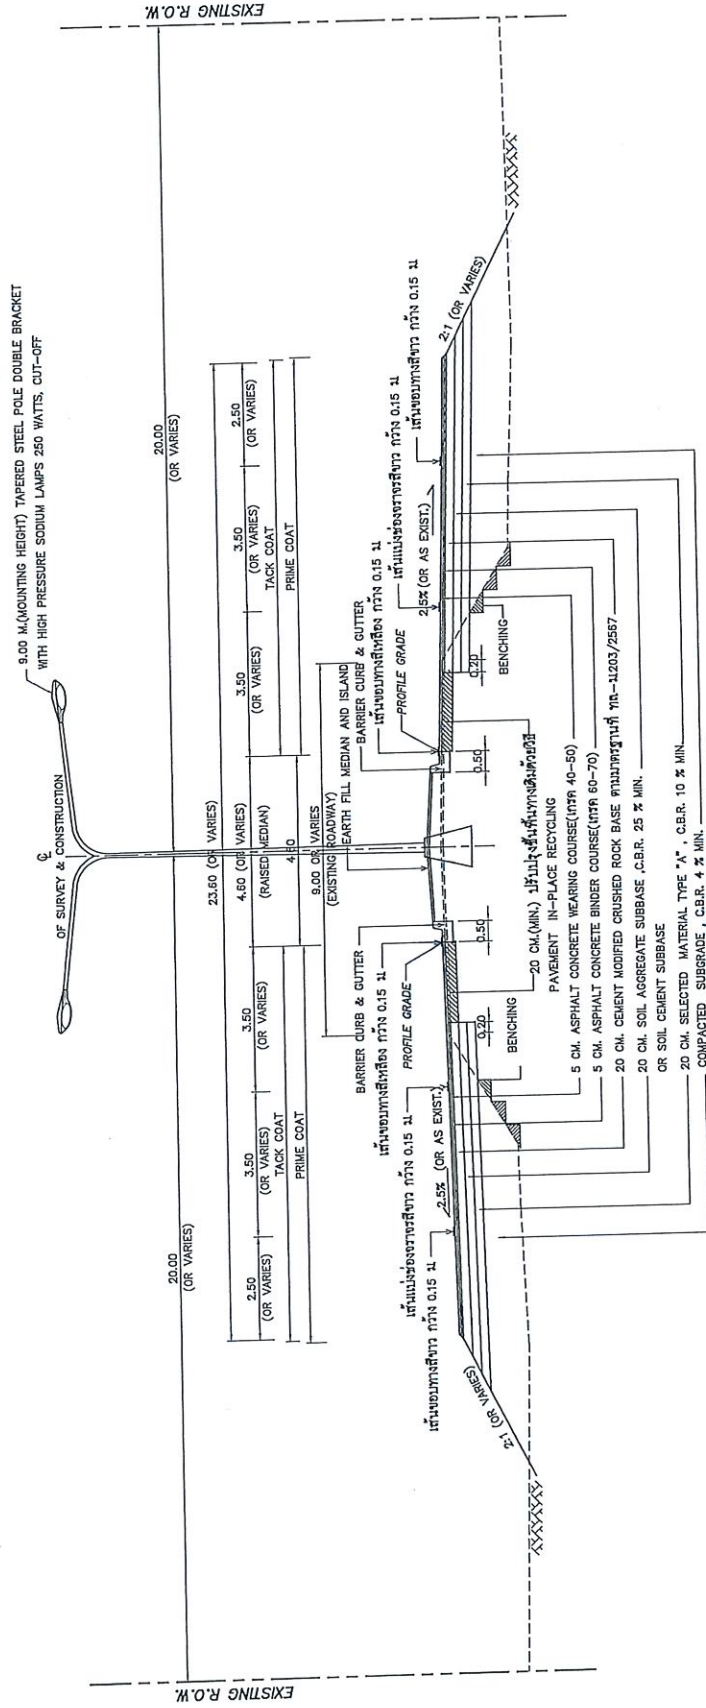 EXISTING R.O.W.
EXISTING R.O.W.
9.00 M.(MOUNTING HEIGHT) TAPERED STEEL POLE DOUBLE BRACKET
WITH HIGH PRESSURE SODIUM LAMPS 250 WATTS, CUT-OFF
℄
OF SURVEY & CONSTRUCTION
20.00
(OR VARIES)
20.00
(OR VARIES)
23.60 (OR VARIES)
2.50
(OR VARIES)
3.50
(OR VARIES)
3.50
4.60 (OR VARIES)
(RAISED MEDIAN)
3.50
(OR VARIES)
3.50
(OR VARIES)
2.50
(OR VARIES)
TACK COAT
TACK COAT
PRIME COAT
4.60
PRIME COAT
9.00 OR VARIES
(EXISTING ROADWAY)
EARTH FILL MEDIAN AND ISLAND
BARRIER CURB & GUTTER
BARRIER CURB & GUTTER
เส้นขอบทางสีเหลือง กว้าง 0.15 ม
เส้นขอบทางสีเหลือง กว้าง 0.15 ม
PROFILE GRADE
PROFILE GRADE
เส้นแบ่งช่องจราจรสีขาว กว้าง 0.15 ม
เส้นแบ่งช่องจราจรสีขาว กว้าง 0.15 ม
2.5% (OR AS EXIST.)
2.5% (OR AS EXIST.)
เส้นขอบทางสีขาว กว้าง 0.15 ม
เส้นขอบทางสีขาว กว้าง 0.15 ม
2:1 (OR VARIES)
2:1 (OR VARIES)
0.50
0.50
0.20
0.20
BENCHING
BENCHING
20 CM.(MIN.) ปรับปรุงชั้นพื้นทางเดิมด้วยวิธี
PAVEMENT IN-PLACE RECYCLING
5 CM. ASPHALT CONCRETE WEARING COURSE(เกรด 40-50)
5 CM. ASPHALT CONCRETE BINDER COURSE(เกรด 60-70)
20 CM. CEMENT MODIFIED CRUSHED ROCK BASE ตามมาตรฐานที่ ทล-ม203/2567
20 CM. SOIL AGGREGATE SUBBASE ,C.B.R. 25 % MIN.
OR SOIL CEMENT SUBBASE
20 CM. SELECTED MATERIAL TYPE "A" , C.B.R. 10 % MIN.
COMPACTED SUBGRADE , C.B.R. 4 % MIN.